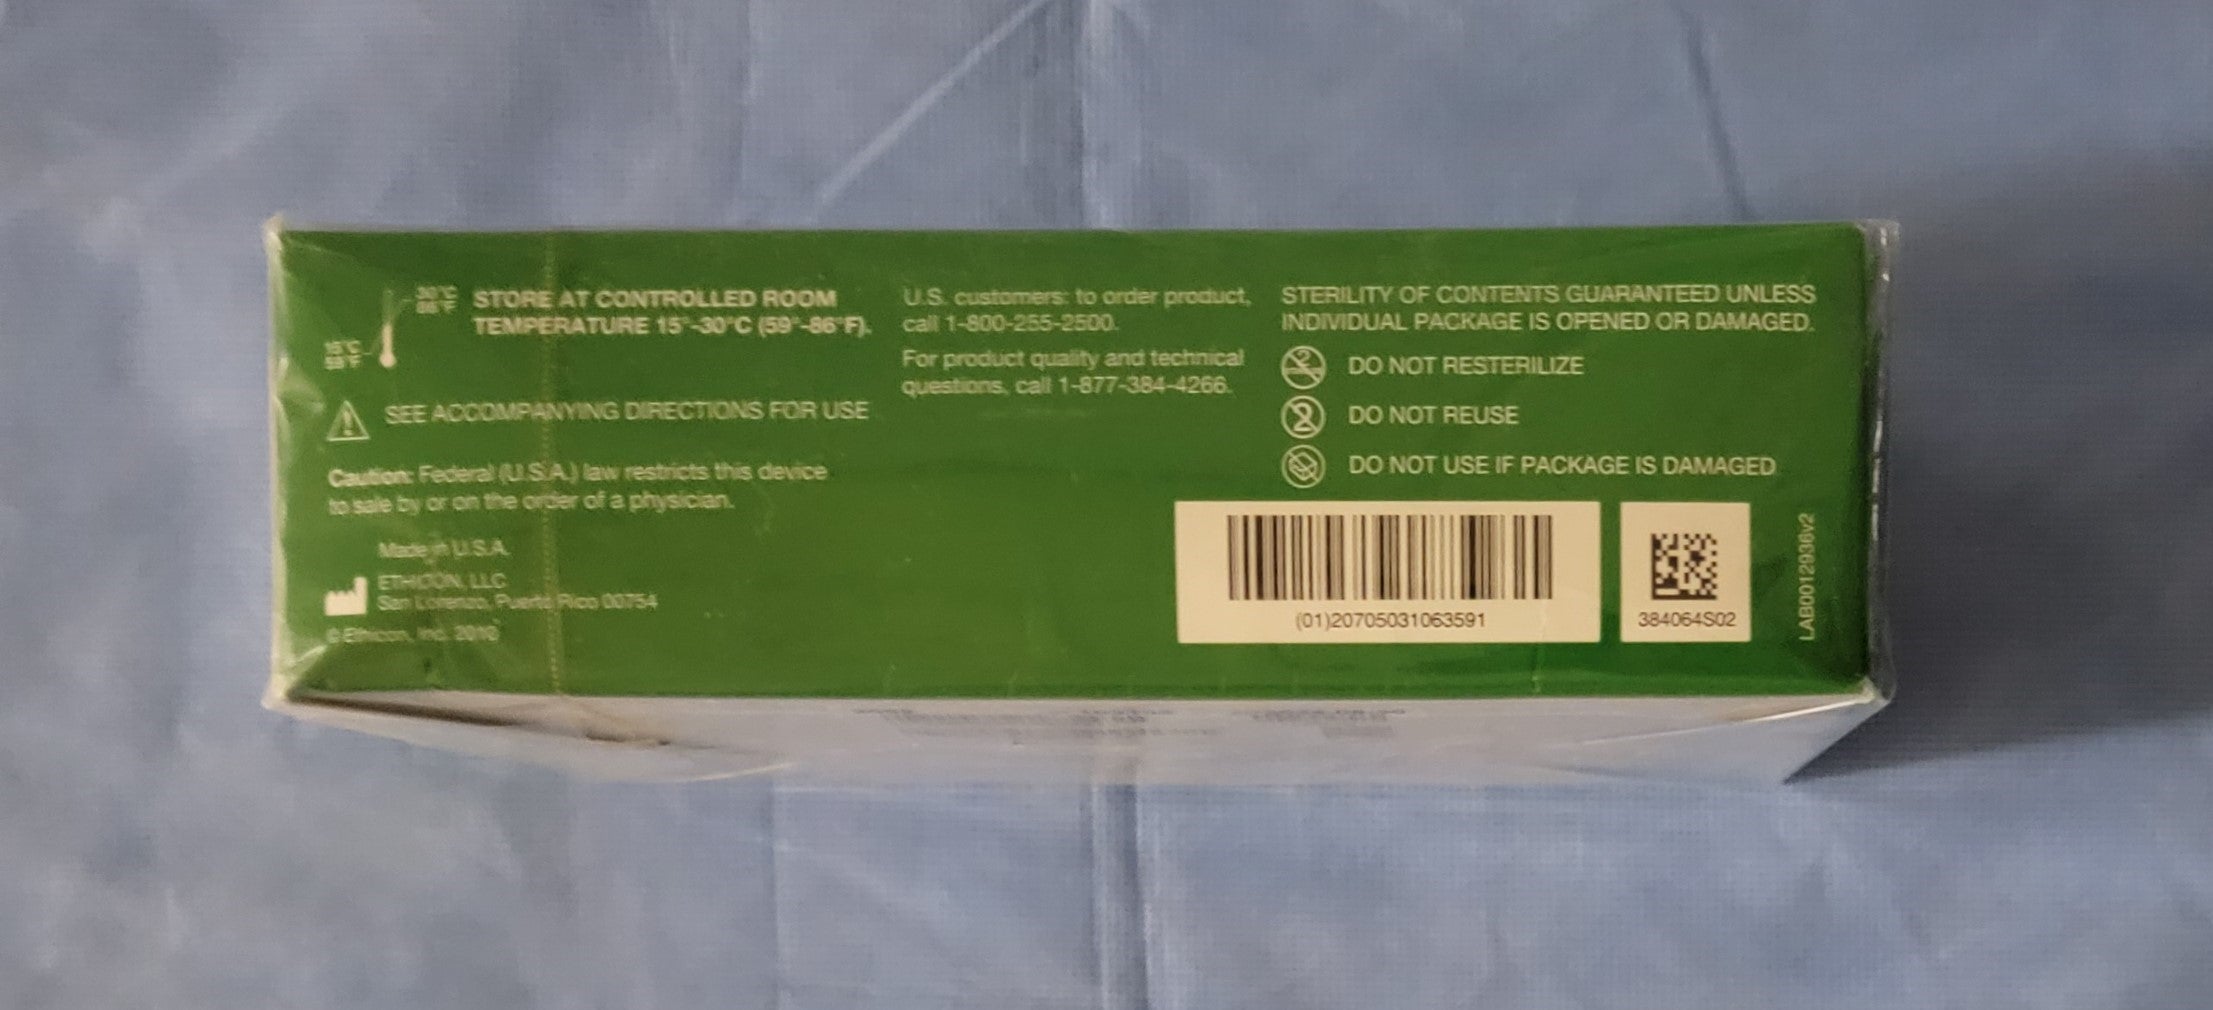 30°C
86°F
15°C
59°F
STORE AT CONTROLLED ROOM
TEMPERATURE 15°-30°C (59°-86°F).
SEE ACCOMPANYING DIRECTIONS FOR USE
Caution: Federal (U.S.A.) law restricts this device
to sale by or on the order of a physician.
Made in U.S.A.
ETHICON, LLC
San Lorenzo, Puerto Rico 00754
© Ethicon, Inc. 2010
U.S. customers: to order product,
call 1-800-255-2500.
For product quality and technical
questions, call 1-877-384-4266.
STERILITY OF CONTENTS GUARANTEED UNLESS
INDIVIDUAL PACKAGE IS OPENED OR DAMAGED.
2
DO NOT RESTERILIZE
2
DO NOT REUSE
DO NOT USE IF PACKAGE IS DAMAGED
(01)20705031063591
384064S02
LAB0012936v2